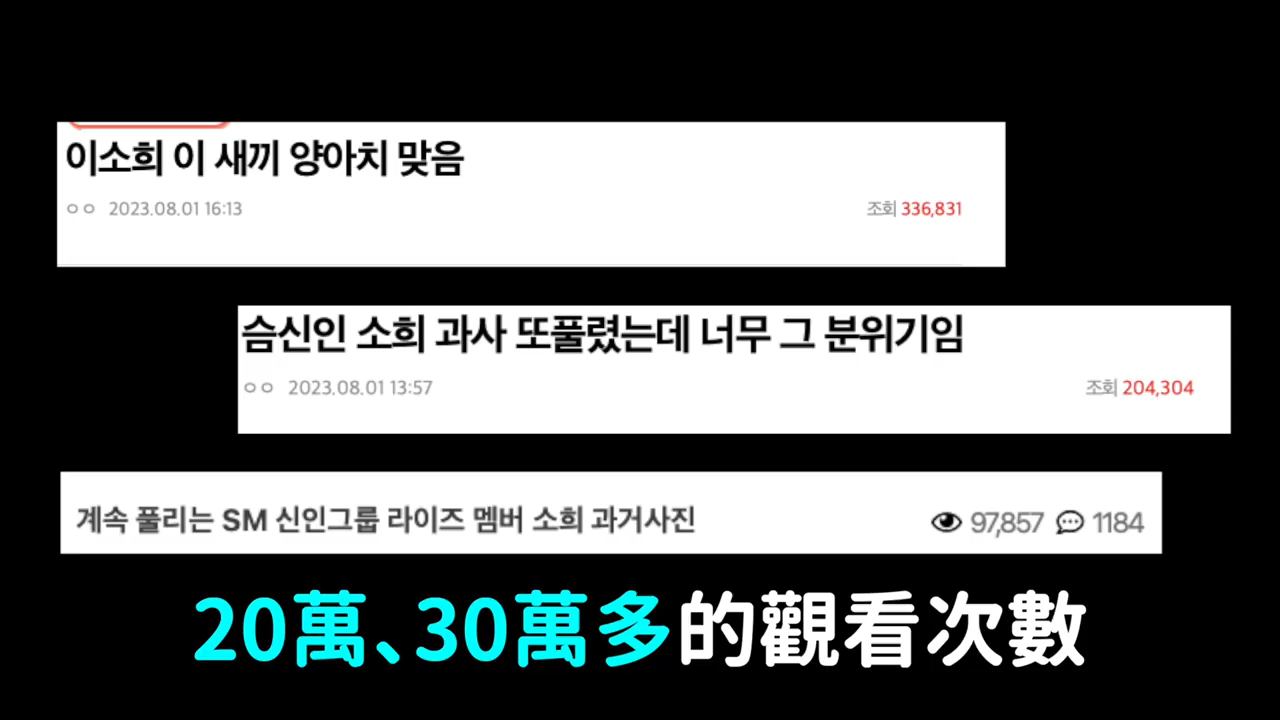 이소희 이 새끼 양아치 맞음
ㅇㅇ 2023.08.01 16:13 조회 336,831
슴신인 소희 과사 또풀렸는데 너무 그 분위기임
ㅇㅇ 2023.08.01 13:57 조회 204,304
계속 풀리는 SM 신인그룹 라이즈 멤버 소희 과거사진 97,857 1184
20萬、30萬多的觀看次數